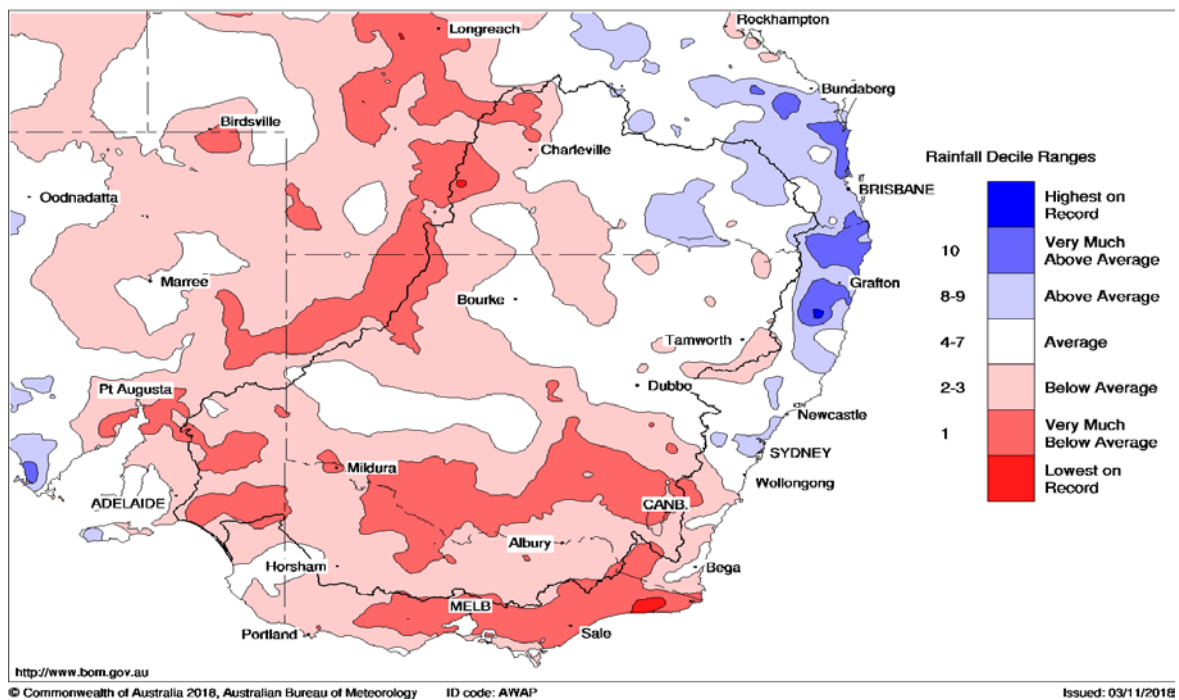 Rockhampton
Longreach
Bundaberg
Birdsville
Charleville
Rainfall Decile Ranges
Oodnadatta
BRISBANE
Highest on
Record
10
Very Much
Above Average
Marree
Grafton
Bourke
8-9
Above Average
Tamworth
4-7
Average
Pt Augusta
Dubbo
2-3
Below Average
Newcastle
1
Very Much
Below Average
SYDNEY
Mildura
Wollongong
Lowest on
Record
ADELAIDE
CANB.
Albury
Horsham
Bega
MELB
Portland
Sale
http://www.bom.gov.au
© Commonwealth of Australia 2018, Australian Bureau of Meteorology
ID code: AWAP
Issued: 03/11/2018